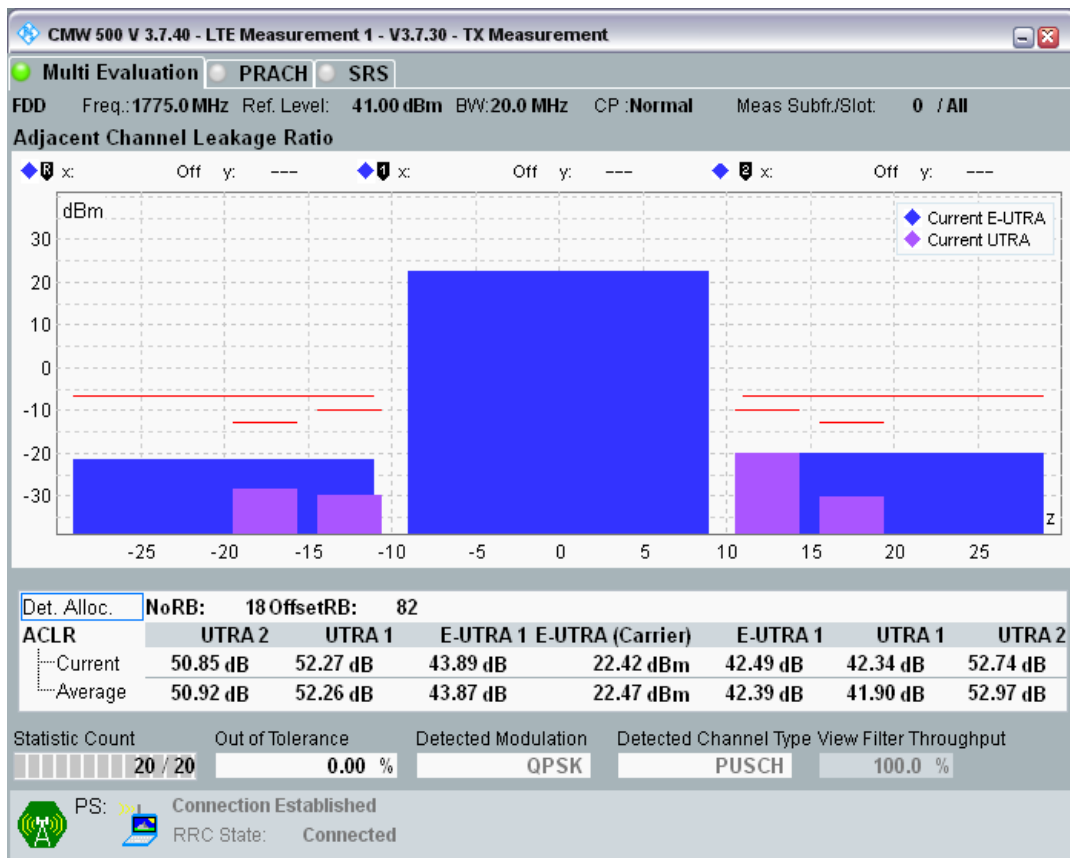 CMW 500 V 3.7.40 - LTE Measurement 1 - V3.7.30 - TX Measurement
Multi Evaluation PRACH SRS
FDD Freq.: 1775.0 MHz Ref. Level: 41.00 dBm BW: 20.0 MHz CP : Normal Meas Subfr./Slot: 0 / All
Adjacent Channel Leakage Ratio
R x: Off y: --- 1 x: Off y: --- 2 x: Off y: ---
dBm
Current E-UTRA
Current UTRA
30
20
10
0
-10
-20
-30
z
-25 -20 -15 -10 -5 0 5 10 15 20 25
Det. Alloc. NoRB: 18 OffsetRB: 82
ACLR UTRA 2 UTRA 1 E-UTRA 1 E-UTRA (Carrier) E-UTRA 1 UTRA 1 UTRA 2
Current 50.85 dB 52.27 dB 43.89 dB 22.42 dBm 42.49 dB 42.34 dB 52.74 dB
Average 50.92 dB 52.26 dB 43.87 dB 22.47 dBm 42.39 dB 41.90 dB 52.97 dB
Statistic Count Out of Tolerance Detected Modulation Detected Channel Type View Filter Throughput
20 / 20 0.00 % QPSK PUSCH 100.0 %
PS: Connection Established
RRC State: Connected